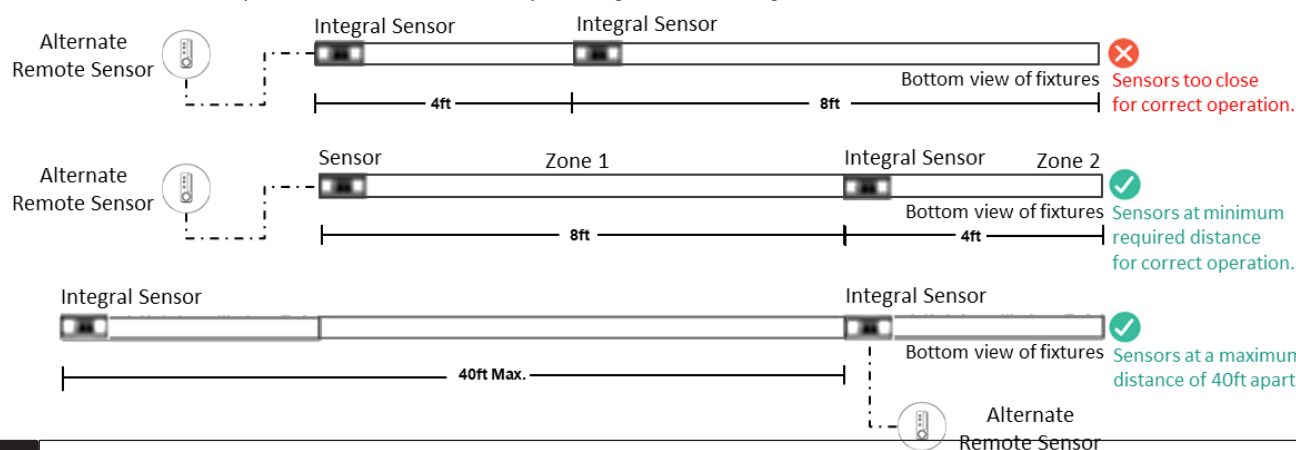 Integral Sensor
Integral Sensor
Alternate
Remote Sensor
Bottom view of fixtures
Sensors too close
for correct operation.
4ft
8ft
Sensor
Zone 1
Integral Sensor
Zone 2
Alternate
Remote Sensor
Bottom view of fixtures
Sensors at minimum
required distance
for correct operation.
8ft
4ft
Integral Sensor
Integral Sensor
Bottom view of fixtures
Sensors at a maximum
distance of 40ft apart
40ft Max.
Alternate
Remote Sensor